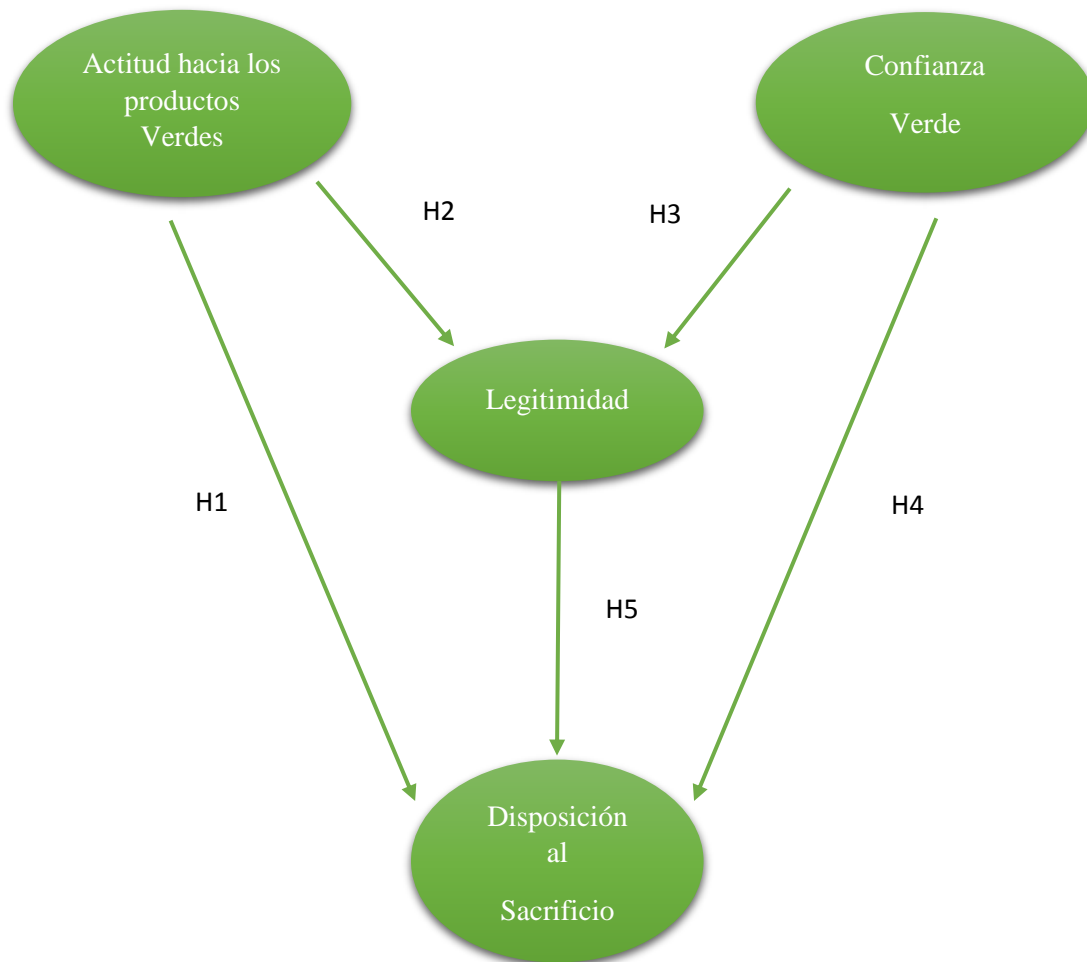 Actitud hacia los
productos
Verdes
Confianza
Verde
H2
H3
Legitimidad
H1
H4
H5
Disposición
al
Sacrificio